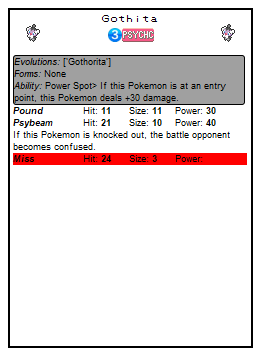 Gothita
3 PSYCHC
Evolutions: ['Gothorita']
Forms: None
Ability: Power Spot> If this Pokemon is at an entry
point, this Pokemon deals +30 damage.
Pound Hit: 11 Size: 11 Power: 30
Psybeam Hit: 21 Size: 10 Power: 40
If this Pokemon is knocked out, the battle opponent
becomes confused.
Miss Hit: 24 Size: 3 Power: